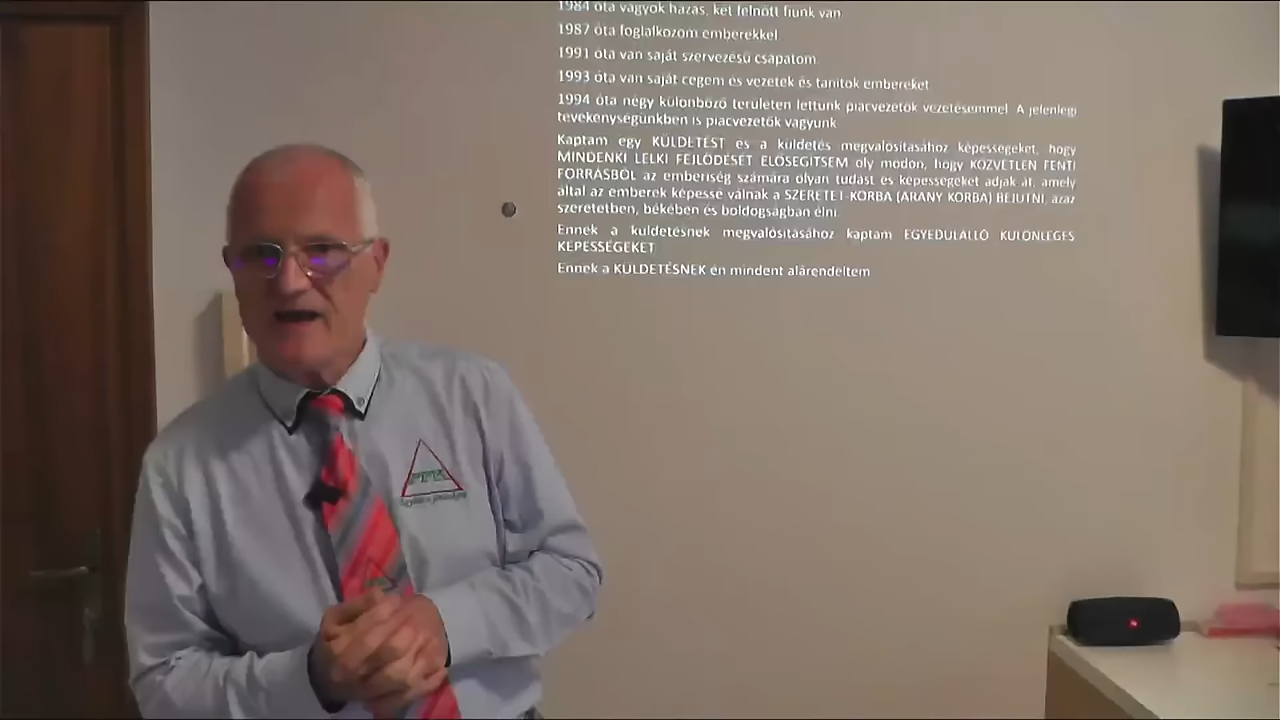 1984 óta vagyok házas, két felnőtt fiunk van
1987 óta foglalkozom emberekkel
1991 óta van saját szervezésű csapatom
1993 óta van saját cégem és vezetek és tanítok embereket
1994 óta négy különböző területen lettünk piacvezetők vezetésemmel A jelenlegi
tevékenységünkben is piacvezetők vagyunk
Kaptam egy KÜLDETÉST és a küldetés megvalósításához képességeket, hogy
MINDENKI LELKI FEJLŐDÉSÉT ELŐSEGÍTSEM oly módon, hogy KÖZVETLEN FENTI
FORRÁSBÓL az emberiség számára olyan tudást és képességeket adjak át, amely
által az emberek képessé válnak a SZERETET-KORBA (ARANY KORBA) BEJUTNI, azaz
szeretetben, békében és boldogságban élni
Ennek a küldetésnek megvalósításához kaptam EGYEDÜLÁLLÓ KÜLÖNLEGES
KÉPESSÉGEKET
Ennek a KÜLDETÉSNEK én mindent alárendeltem